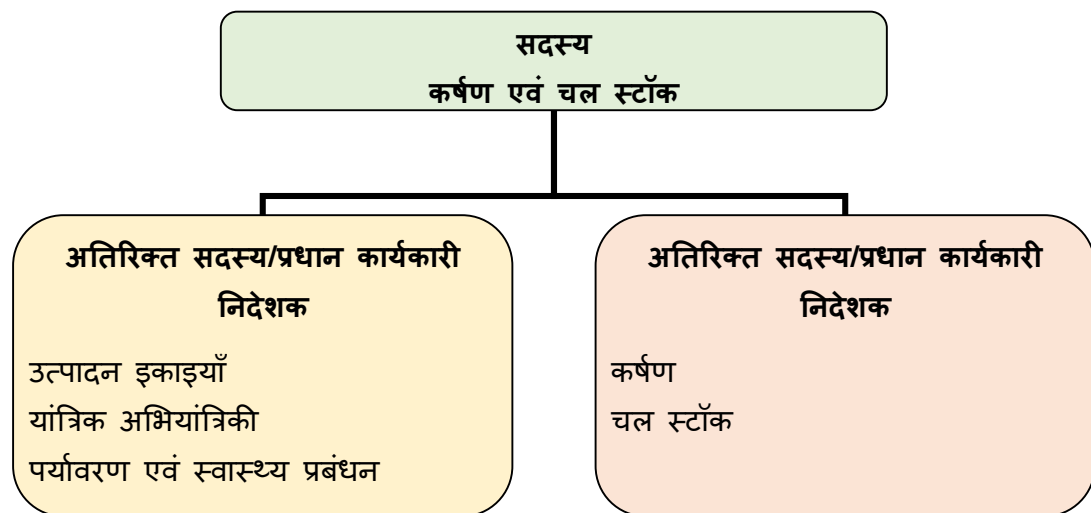 सदस्य
कर्षण एवं चल स्टॉक
अतिरिक्त सदस्य/प्रधान कार्यकारी
निदेशक
उत्पादन इकाइयाँ
यांत्रिक अभियांत्रिकी
पर्यावरण एवं स्वास्थ्य प्रबंधन
अतिरिक्त सदस्य/प्रधान कार्यकारी
निदेशक
कर्षण
चल स्टॉक